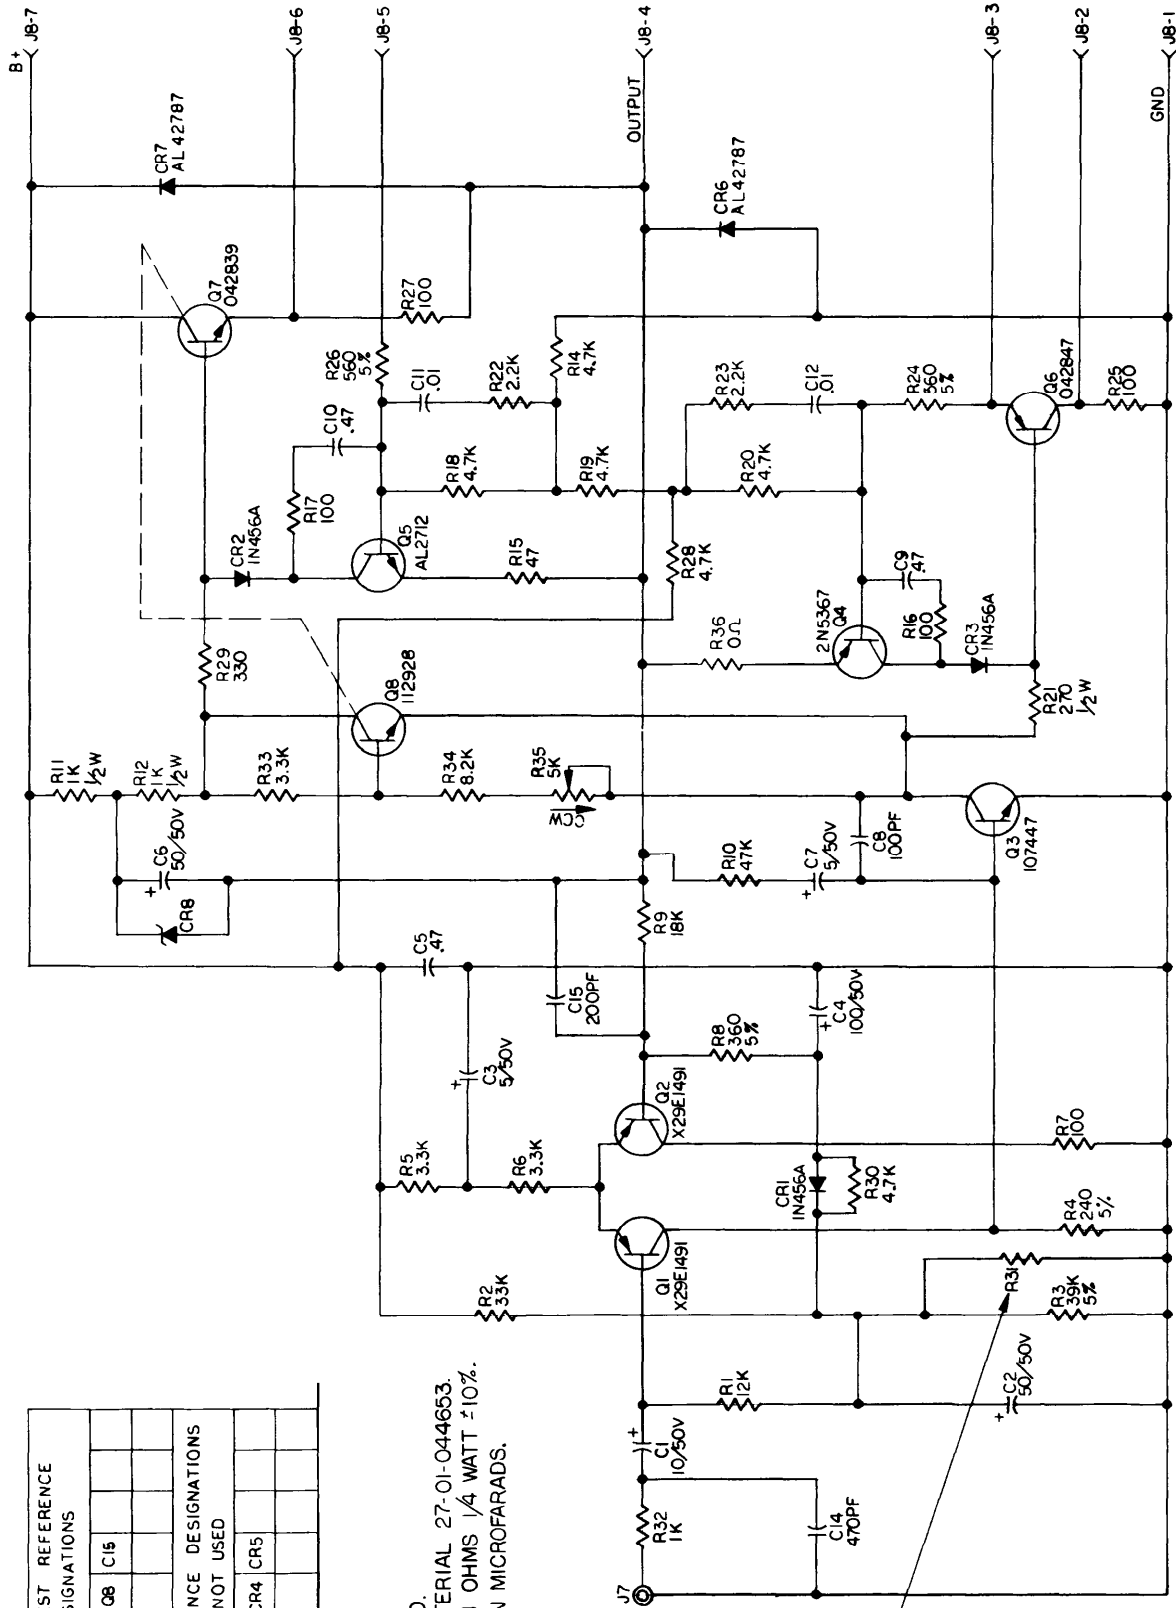 B+ J8-7
J8-6
J8-5
J8-4
J8-3
J8-2
J8-1
OUTPUT
GND
CR7
AL 42787
CR6
AL42787
Q7
042839
R27
100
R26
560
5%
C11
.01
R22
2.2K
R14
4.7K
C10
.47
R17
100
R18
4.7K
R19
4.7K
CR2
1N456A
Q5
AL2712
R15
47
R28
4.7K
R23
2.2K
C12
.01
R20
4.7K
R24
360
5%
Q6
042847
R25
100
R29
330
Q8
112928
R36
0Ω
2N5367
Q4
C9
.47
R16
100
CR3
1N456A
R21
270
1/2W
R11
1K
1/2W
R12
1K
1/2W
R33
3.3K
R34
8.2K
R35
5K
CCW
C6
50/50V
+
CR8
R10
47K
C7
5/50V
+
C8
100PF
Q3
107447
R9
18K
C5
.47
C15
200PF
C3
5/50V
+
R8
360
5%
C4
100/50V
+
Q2
X29E1491
R5
3.3K
R6
3.3K
CR1
1N456A
R30
4.7K
R7
100
Q1
X29E1491
R4
240
5%
R2
33K
R31
R3
39K
5%
R1
12K
C2
50/50V
+
C1
10/50V
+
R32
1K
C14
470PF
J7
ST REFERENCE
SIGNATIONS
Q8 C15
NCE DESIGNATIONS
NOT USED
CR4 CR5
D.
TERIAL 27-01-044653.
OHMS 1/4 WATT ±10%.
N MICROFARADS.